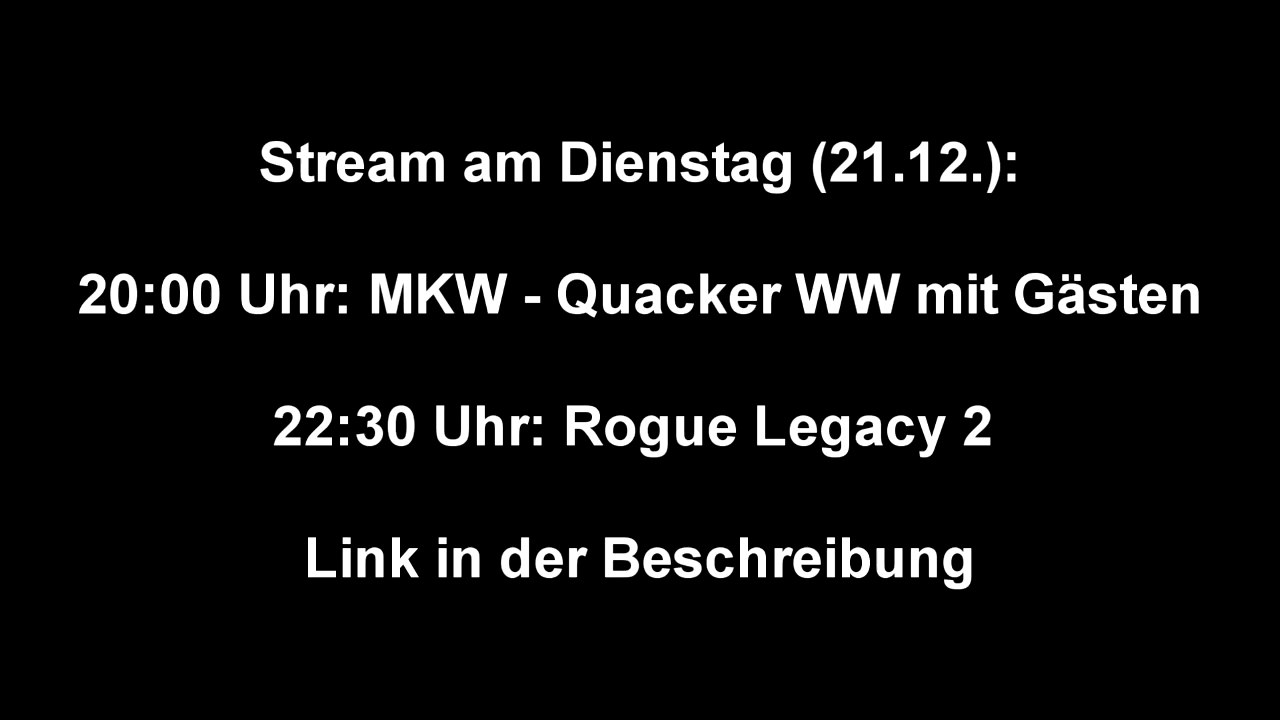 Stream am Dienstag (21.12.):
20:00 Uhr: MKW - Quacker WW mit Gästen
22:30 Uhr: Rogue Legacy 2
Link in der Beschreibung